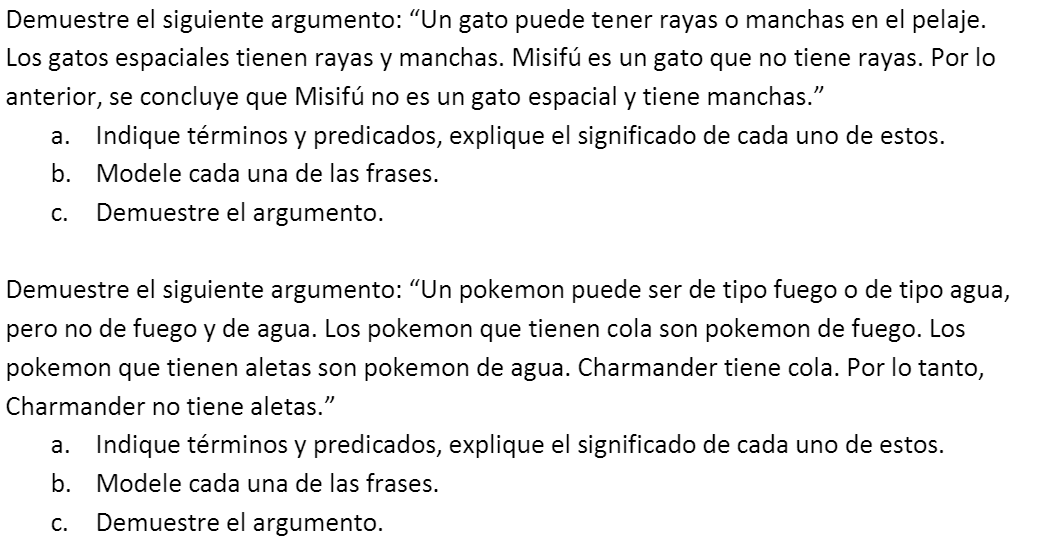 Demuestre el siguiente argumento: “Un gato puede tener rayas o manchas en el pelaje.
Los gatos espaciales tienen rayas y manchas. Misifú es un gato que no tiene rayas. Por lo
anterior, se concluye que Misifú no es un gato espacial y tiene manchas.”
a. Indique términos y predicados, explique el significado de cada uno de estos.
b. Modele cada una de las frases.
c. Demuestre el argumento.
Demuestre el siguiente argumento: “Un pokemon puede ser de tipo fuego o de tipo agua,
pero no de fuego y de agua. Los pokemon que tienen cola son pokemon de fuego. Los
pokemon que tienen aletas son pokemon de agua. Charmander tiene cola. Por lo tanto,
Charmander no tiene aletas.”
a. Indique términos y predicados, explique el significado de cada uno de estos.
b. Modele cada una de las frases.
c. Demuestre el argumento.